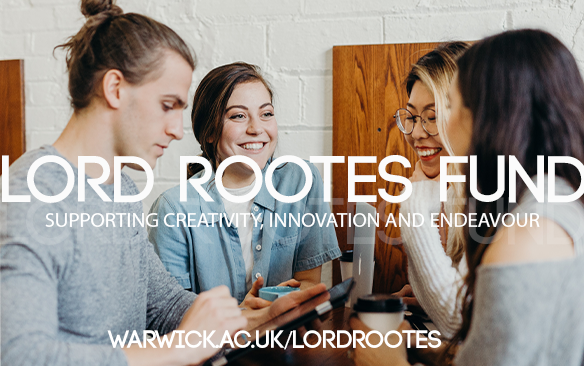 LORD ROOTES FUND
SUPPORTING CREATIVITY, INNOVATION AND ENDEAVOUR
WARWICK.AC.UK/LORDROOTES